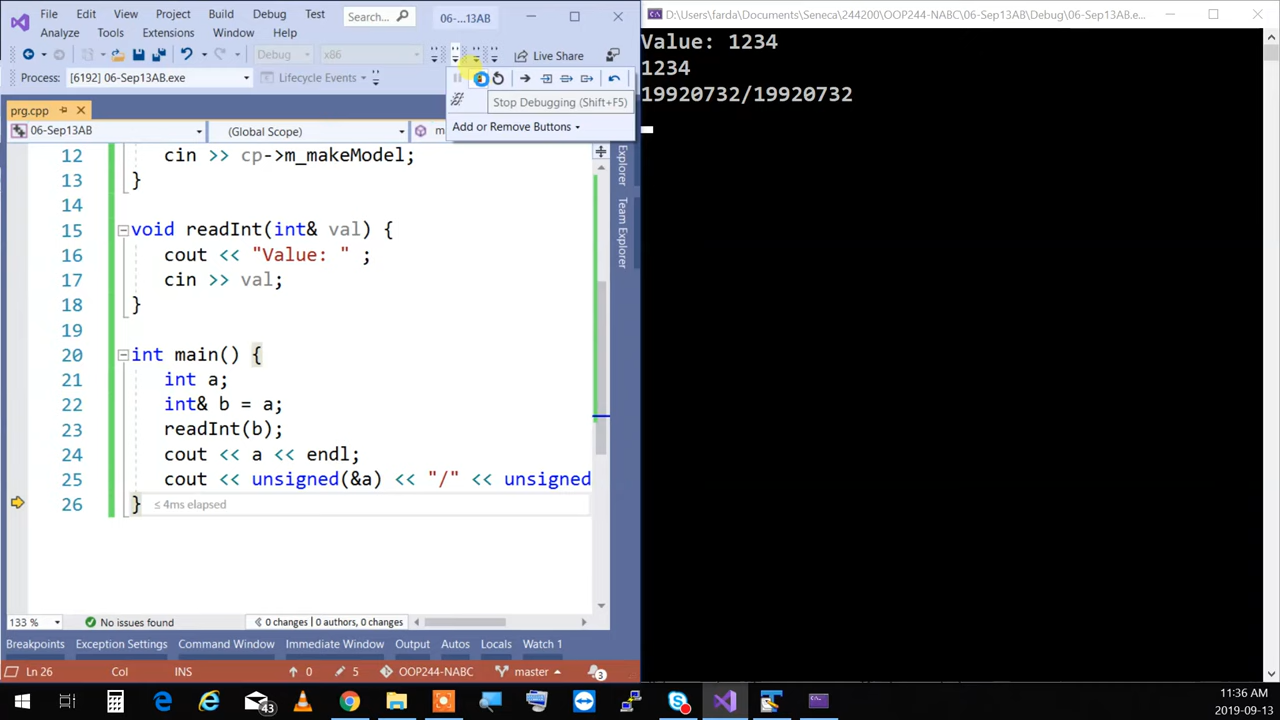 File Edit View Project Build Debug Test Search... 06-...13AB
Analyze Tools Extensions Window Help
Debug x86 Live Share
Process: [6192] 06-Sep13AB.exe Lifecycle Events
Stop Debugging (Shift+F5)
Add or Remove Buttons
prg.cpp
06-Sep13AB (Global Scope) m
12 cin >> cp->m_makeModel;
13 }
14
15 void readInt(int& val) {
16 cout << "Value: " ;
17 cin >> val;
18 }
19
20 int main() {
21 int a;
22 int& b = a;
23 readInt(b);
24 cout << a << endl;
25 cout << unsigned(&a) << "/" << unsigned
26 } ≤ 4ms elapsed
Explorer
Team Explorer
133 % No issues found 0 changes | 0 authors, 0 changes
Breakpoints Exception Settings Command Window Immediate Window Output Autos Locals Watch 1
Ln 26 Col INS 0 5 OOP244-NABC master 3
D:\Users\farda\Documents\Seneca\244200\OOP244-NABC\06-Sep13AB\Debug\06-Sep13AB.e...
Value: 1234
1234
19920732/19920732
43
11:36 AM
2019-09-13